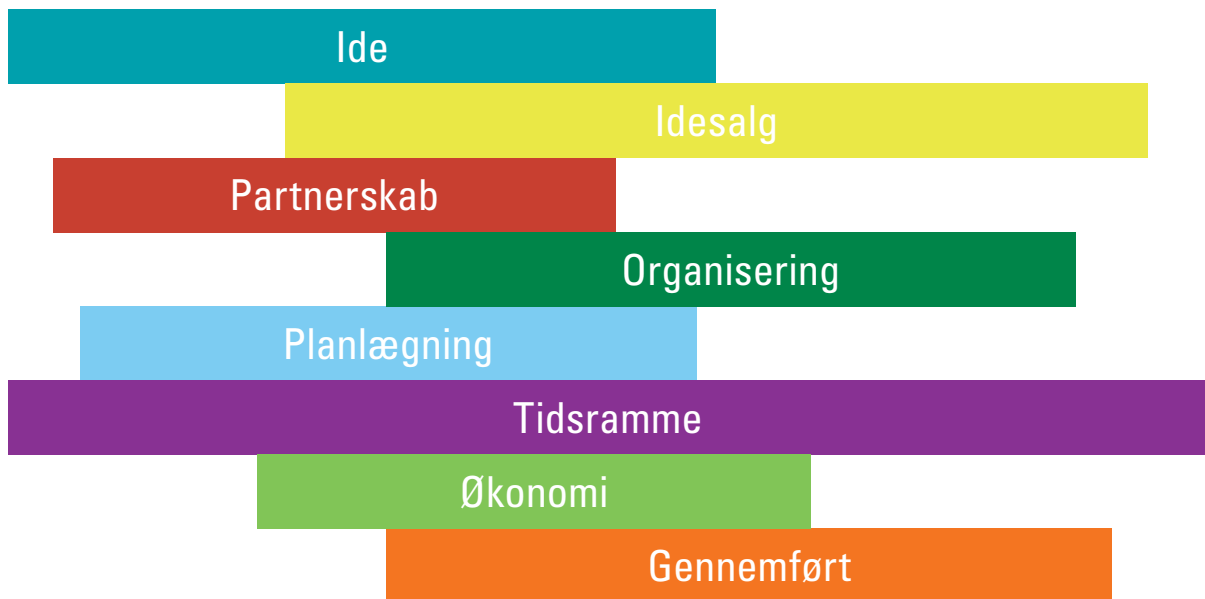 Ide
Idesalg
Partnerskab
Organisering
Planlægning
Tidsramme
Økonomi
Gennemført